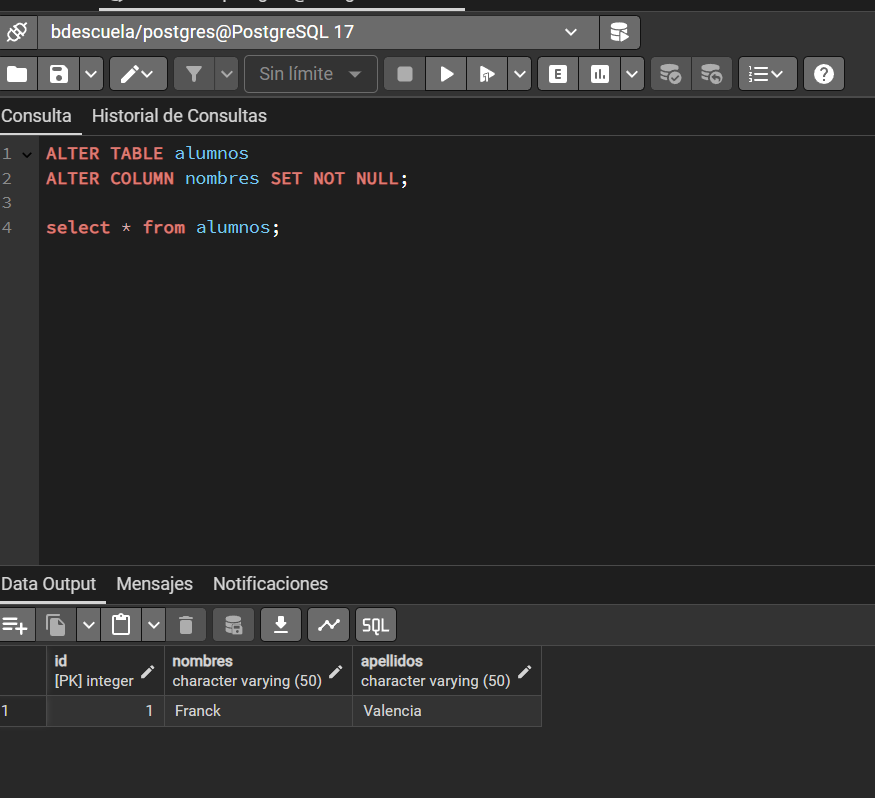 bdescuela/postgres@PostgreSQL 17
Sin límite
E
Consulta Historial de Consultas
1 ALTER TABLE alumnos
2 ALTER COLUMN nombres SET NOT NULL;
3
4 select * from alumnos;
Data Output Mensajes Notificaciones
SQL
id nombres apellidos
[PK] integer character varying (50) character varying (50)
1 1 Franck Valencia